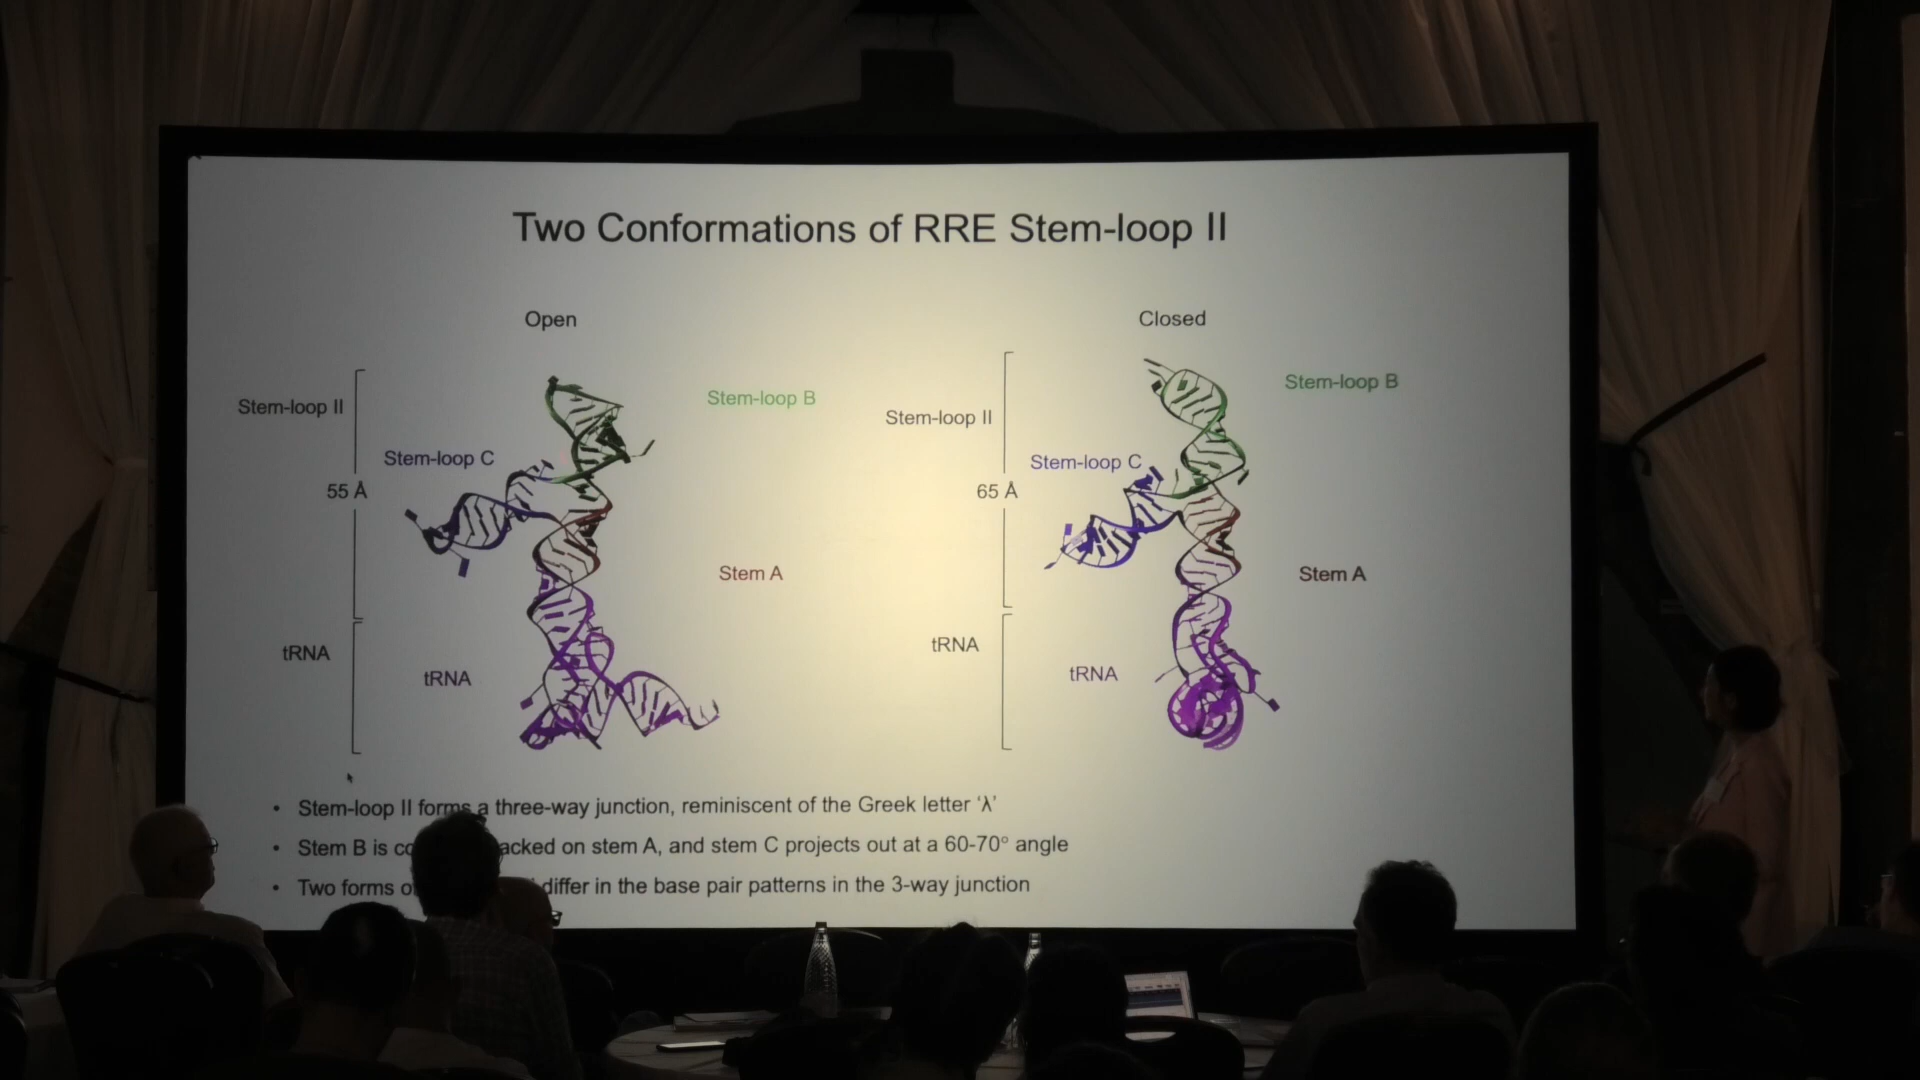 Two Conformations of RRE Stem-loop II
Open
Closed
Stem-loop II
Stem-loop B
Stem-loop C
55 Å
Stem A
tRNA
tRNA
Stem-loop II
Stem-loop B
Stem-loop C
65 Å
Stem A
tRNA
tRNA
• Stem-loop II forms a three-way junction, reminiscent of the Greek letter ‘λ’
• Stem B is acked on stem A, and stem C projects out at a 60-70° angle
• Two forms differ in the base pair patterns in the 3-way junction